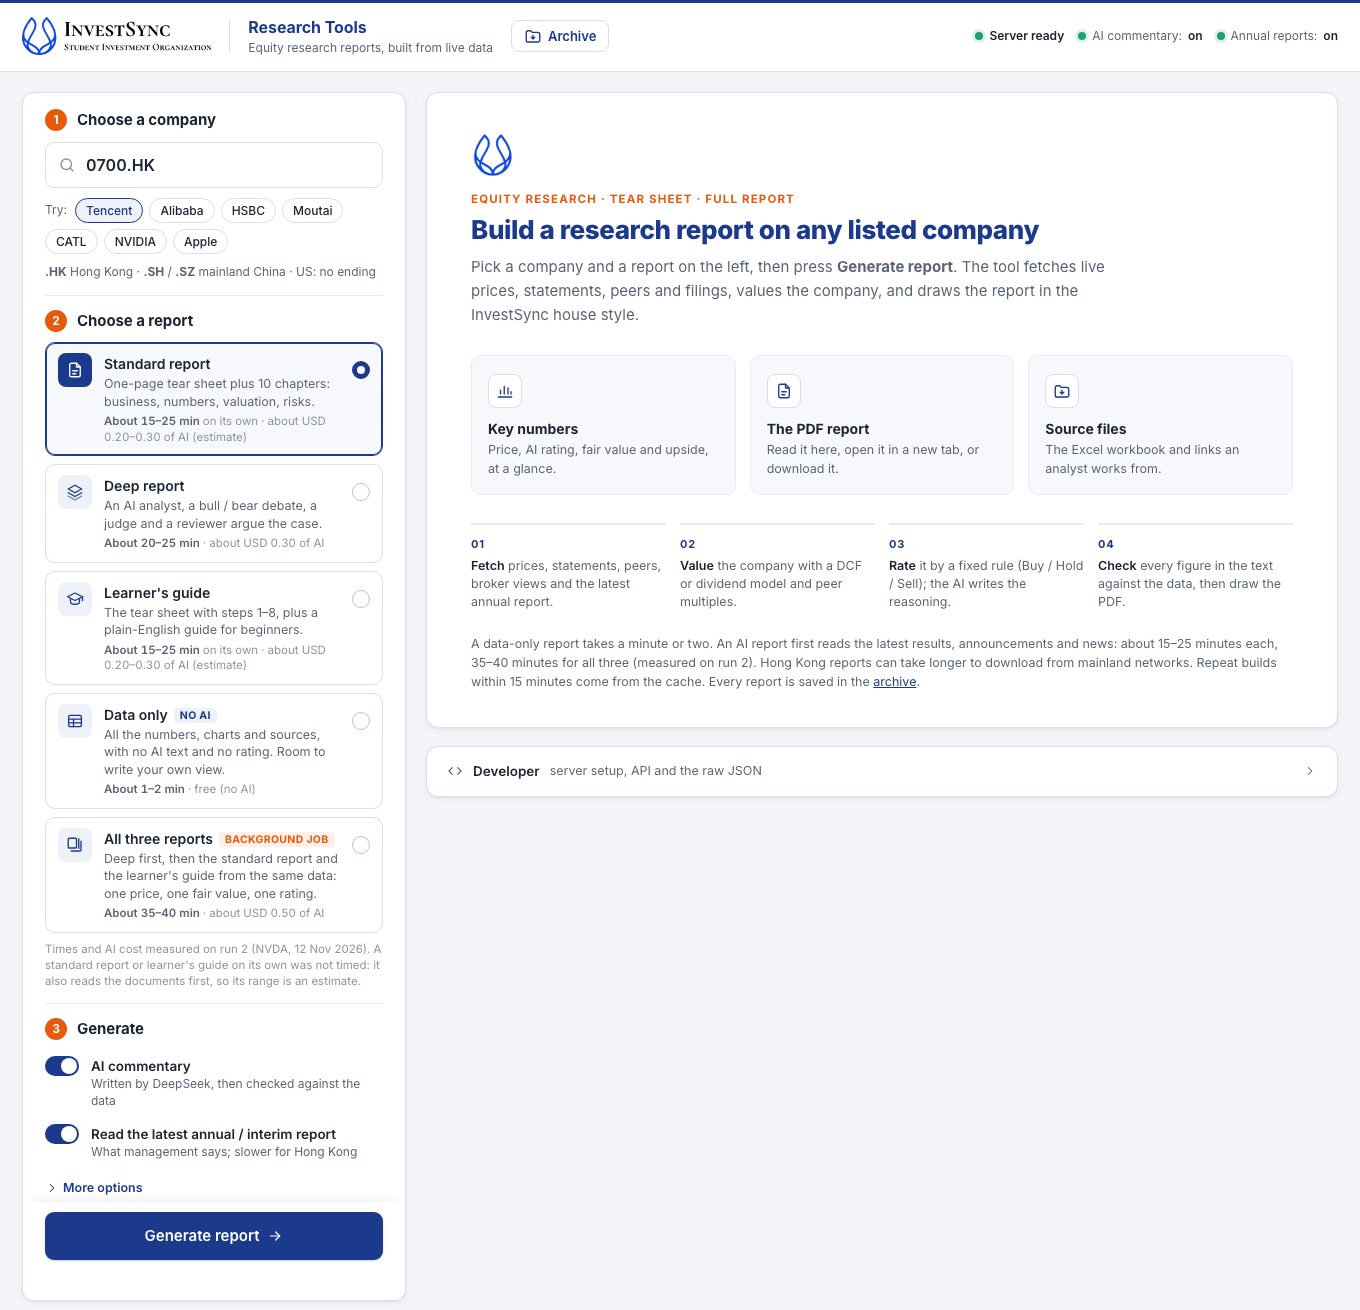 INVESTSYNC
STUDENT INVESTMENT ORGANIZATION
Research Tools
Equity research reports, built from live data
Archive
Server ready
AI commentary: on
Annual reports: on
1 Choose a company
0700.HK
Try: Tencent Alibaba HSBC Moutai
CATL NVIDIA Apple
.HK Hong Kong · .SH / .SZ mainland China · US: no ending
2 Choose a report
Standard report
One-page tear sheet plus 10 chapters:
business, numbers, valuation, risks.
About 15–25 min on its own · about USD
0.20–0.30 of AI (estimate)
Deep report
An AI analyst, a bull / bear debate, a
judge and a reviewer argue the case.
About 20–25 min · about USD 0.30 of AI
Learner's guide
The tear sheet with steps 1–8, plus a
plain-English guide for beginners.
About 15–25 min on its own · about USD
0.20–0.30 of AI (estimate)
Data only NO AI
All the numbers, charts and sources,
with no AI text and no rating. Room to
write your own view.
About 1–2 min · free (no AI)
All three reports BACKGROUND JOB
Deep first, then the standard report and
the learner's guide from the same data:
one price, one fair value, one rating.
About 35–40 min · about USD 0.50 of AI
Times and AI cost measured on run 2 (NVDA, 12 Nov 2026). A
standard report or learner's guide on its own was not timed: it
also reads the documents first, so its range is an estimate.
3 Generate
AI commentary
Written by DeepSeek, then checked against the
data
Read the latest annual / interim report
What management says; slower for Hong Kong
More options
Generate report →
EQUITY RESEARCH · TEAR SHEET · FULL REPORT
Build a research report on any listed company
Pick a company and a report on the left, then press Generate report. The tool fetches live
prices, statements, peers and filings, values the company, and draws the report in the
InvestSync house style.
Key numbers
Price, AI rating, fair value and upside,
at a glance.
The PDF report
Read it here, open it in a new tab, or
download it.
Source files
The Excel workbook and links an
analyst works from.
01
Fetch prices, statements, peers,
broker views and the latest
annual report.
02
Value the company with a DCF
or dividend model and peer
multiples.
03
Rate it by a fixed rule (Buy / Hold
/ Sell); the AI writes the
reasoning.
04
Check every figure in the text
against the data, then draw the
PDF.
A data-only report takes a minute or two. An AI report first reads the latest results, announcements and news: about 15–25 minutes each,
35–40 minutes for all three (measured on run 2). Hong Kong reports can take longer to download from mainland networks. Repeat builds
within 15 minutes come from the cache. Every report is saved in the archive.
Developer server setup, API and the raw JSON